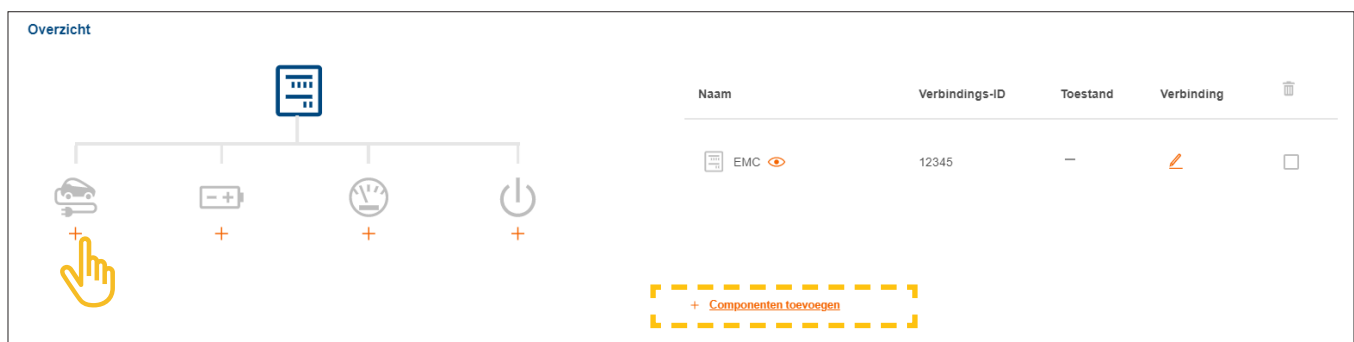 Overzicht
Naam Verbindings-ID Toestand Verbinding
EMC 12345 —
+ + + +
+ Componenten toevoegen